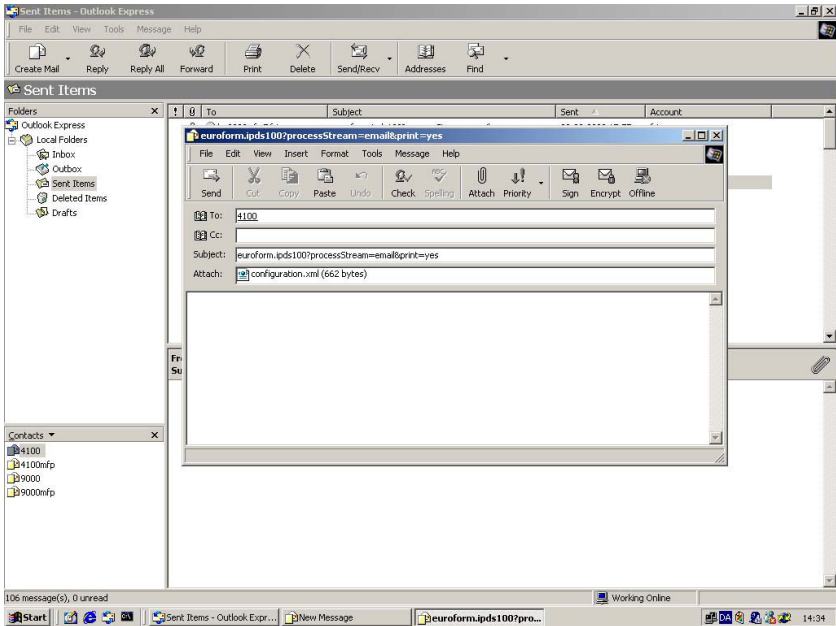 Sent Items - Outlook Express
File Edit View Tools Message Help
Create Mail Reply Reply All Forward Print Delete Send/Recv Addresses Find
Sent Items
Folders
! To Subject Sent Account
Outlook Express
Local Folders
Inbox
Outbox
Sent Items
Deleted Items
Drafts
euroform.ipds100?processStream=email&print=yes
File Edit View Insert Format Tools Message Help
Send Cut Copy Paste Undo Check Spelling Attach Priority Sign Encrypt Offline
To: 4100
Cc:
Subject: euroform.ipds100?processStream=email&print=yes
Attach: configuration.xml (662 bytes)
Contacts
4100
4100mfp
9000
9000mfp
106 message(s), 0 unread Working Online
Start Sent Items - Outlook Expr... New Message euroform.ipds100?pro... DA 14:34